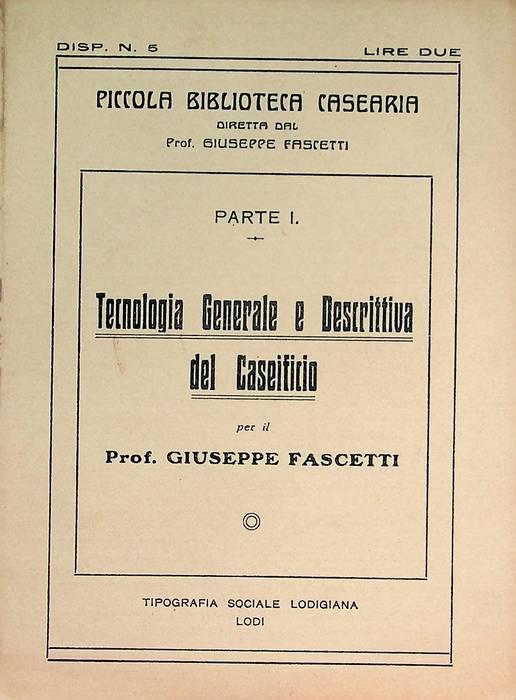 DISP. N. 5
LIRE DUE
PICCOLA BIBLIOTECA CASEARIA
DIRETTA DAL
Prof. GIUSEPPE FASCETTI
PARTE I.
Tecnologia Generale e Descrittiva
del Caseificio
per il
Prof. GIUSEPPE FASCETTI
TIPOGRAFIA SOCIALE LODIGIANA
LODI